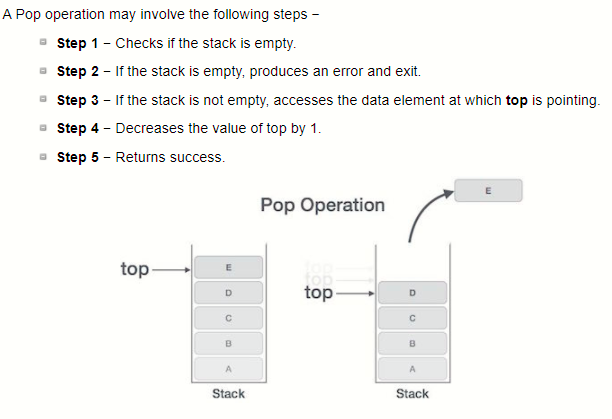 A Pop operation may involve the following steps –
Step 1 – Checks if the stack is empty.
Step 2 – If the stack is empty, produces an error and exit.
Step 3 – If the stack is not empty, accesses the data element at which top is pointing.
Step 4 – Decreases the value of top by 1.
Step 5 – Returns success.
Pop Operation
E
top
E
D
C
B
A
Stack
top
top
top
D
C
B
A
Stack